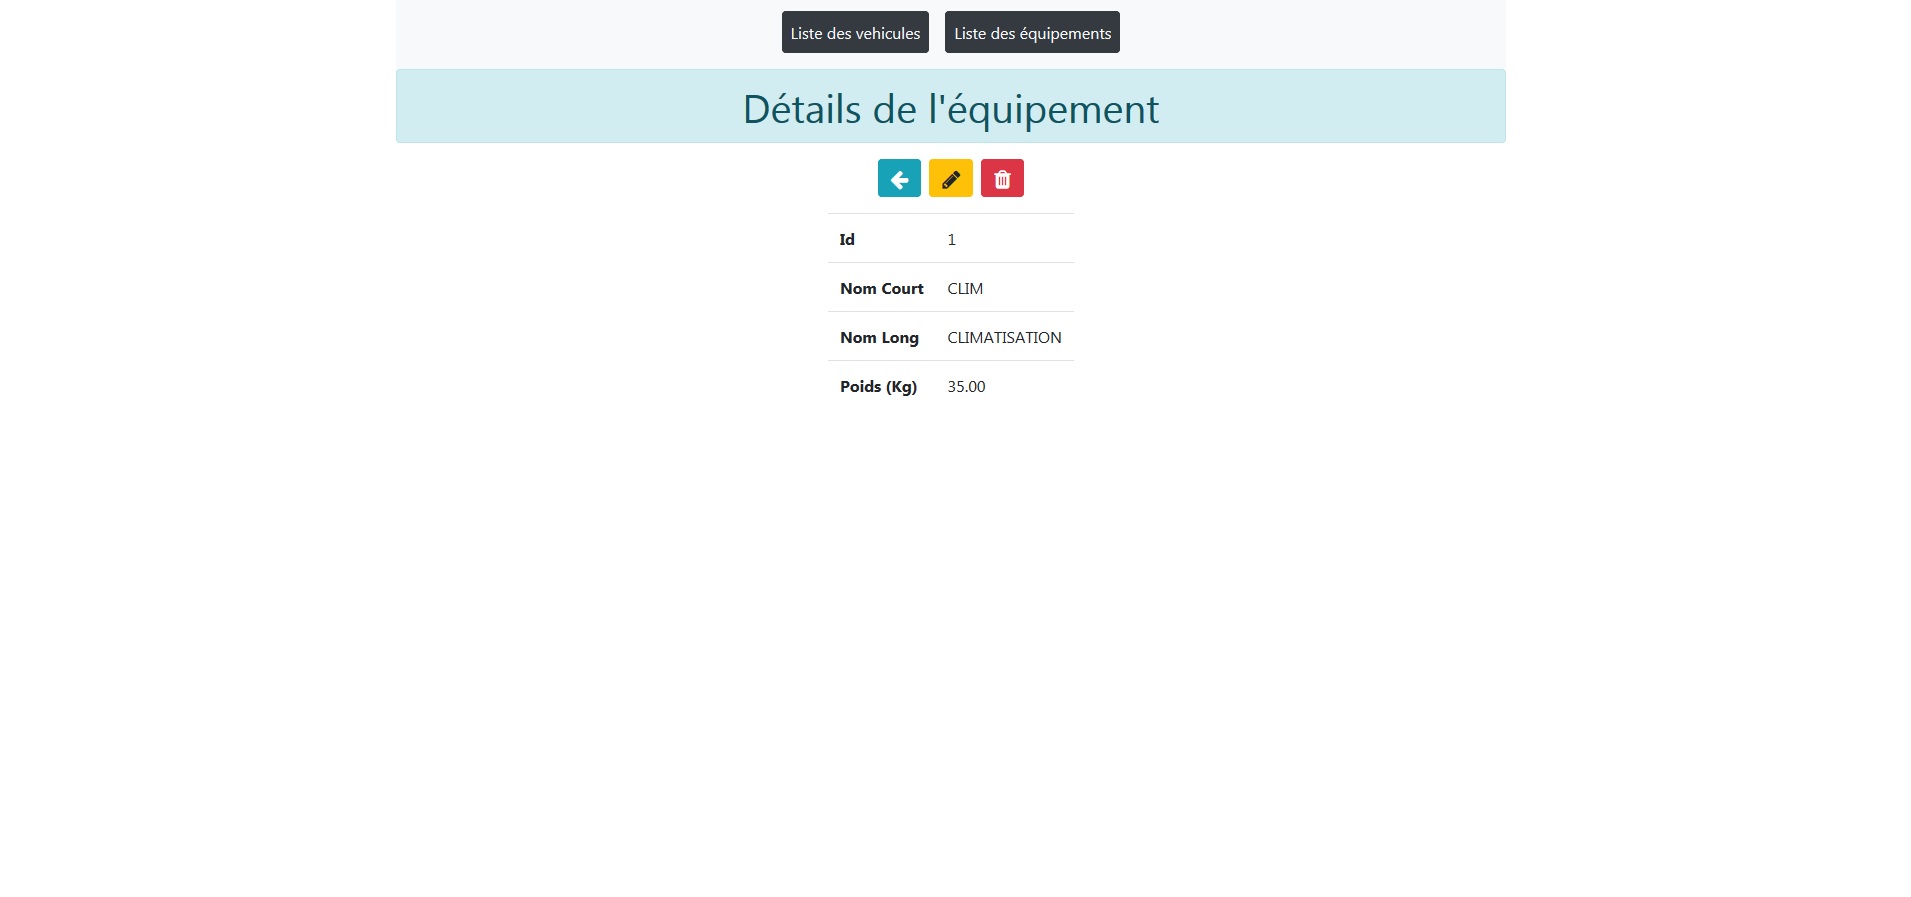 Liste des vehicules Liste des équipements
Détails de l'équipement
Id 1
Nom Court CLIM
Nom Long CLIMATISATION
Poids (Kg) 35.00